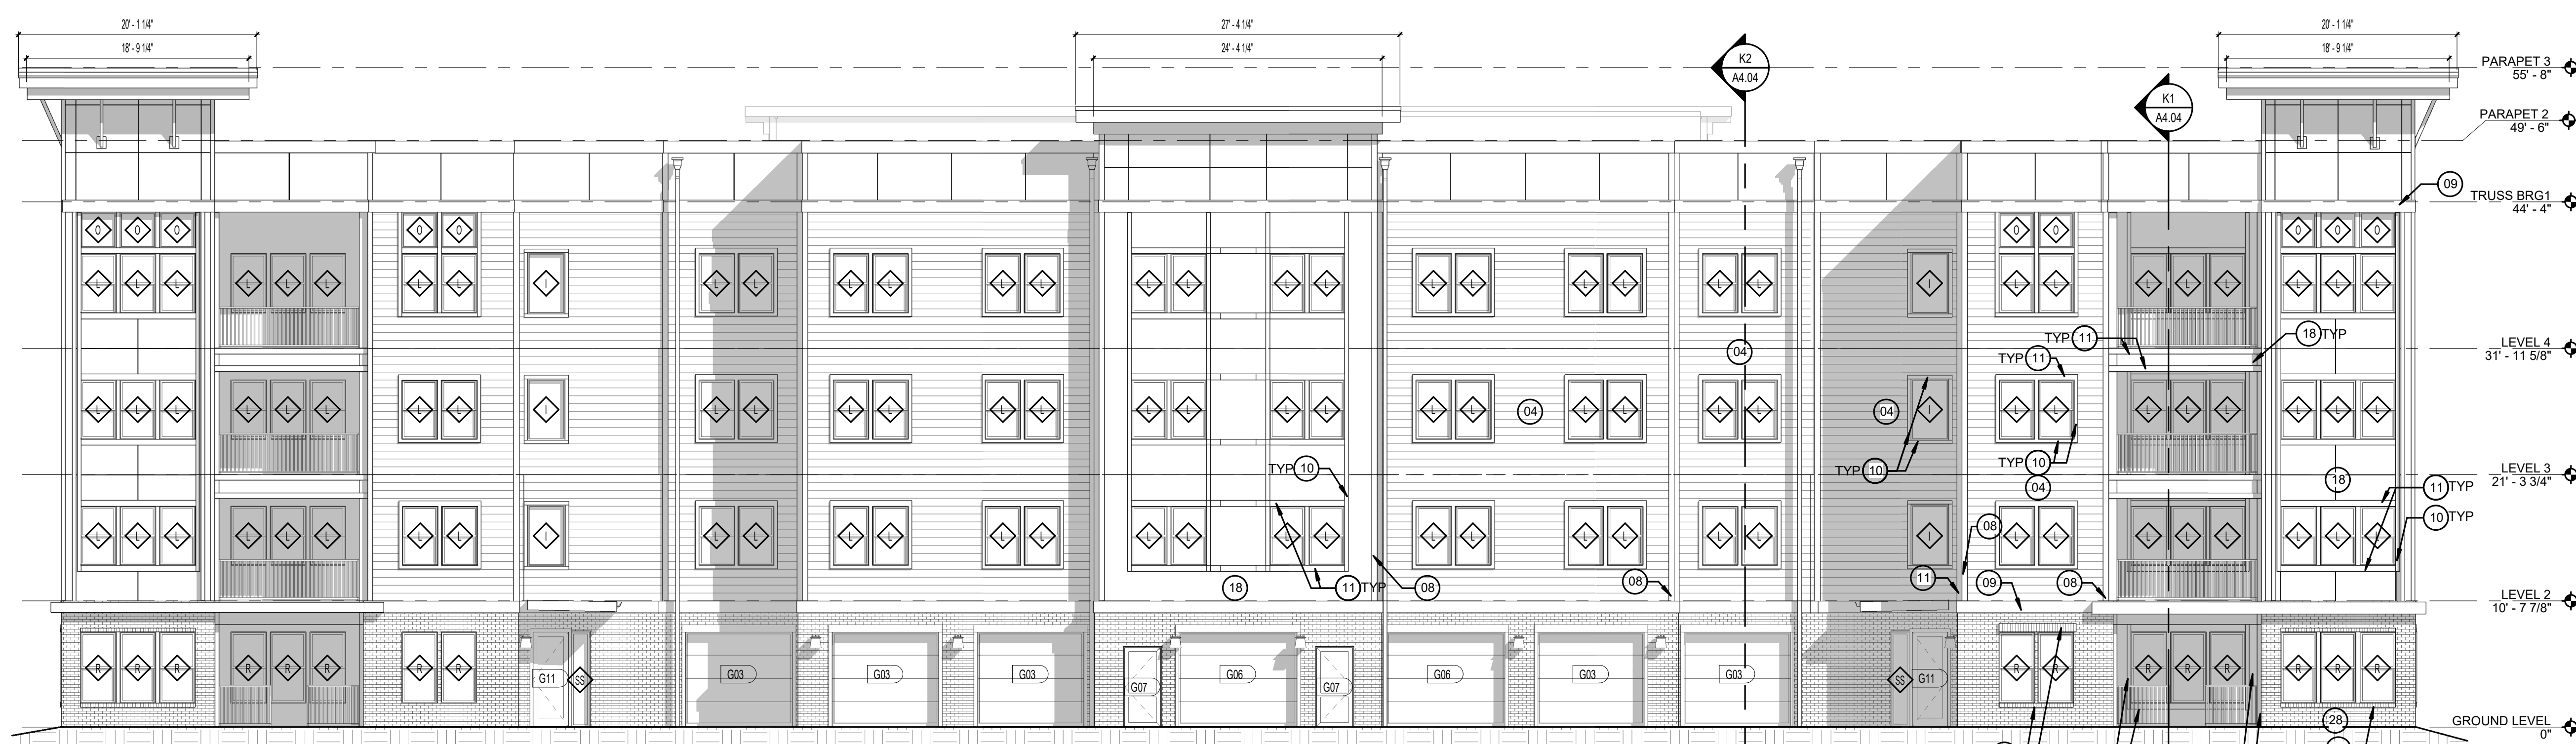 20' - 1 1/4"
27' - 4 1/4"
20' - 1 1/4"
18' - 9 1/4"
24' - 4 1/4"
18' - 9 1/4"
K2
A4.04
PARAPET 3
55' - 8"
K1
A4.04
PARAPET 2
49' - 6"
09
TRUSS BRG1
44' - 4"
O O O O O O O O O O
L L L L L L L L I L L L L L L L L L L L L L L L L I L L L L L L L L
TYP 11
18 TYP
TYP 11
04
LEVEL 4
31' - 11 5/8"
L L L L L L L L I L L L L L L L L L L 04 L L L L L L 04 I L L L L L L L L
TYP 10
TYP 10
TYP 10
LEVEL 3
21' - 3 3/4"
18
04
11 TYP
10 TYP
L L L L L L L L I L L L L L L L L L L L L L L L L I L L L L L L L L
08
18
11 TYP
08
08
11
09
08
LEVEL 2
10' - 7 7/8"
R R R R R R R R G11 SS G03 G03 G03 G07 G06 G07 G06 G03 G03 SS G11 R R R R R R R R
28
GROUND LEVEL
0"